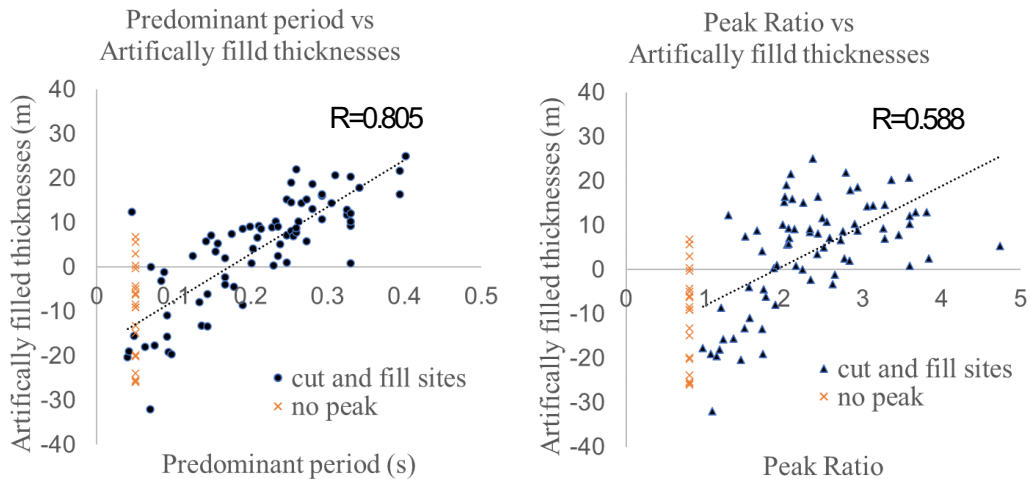 Predominant period vs
Artifically filld thicknesses
Artifically filled thicknesses (m)
40
30
20
10
0
-10
-20
-30
-40
R=0.805
0
0.1
0.2
0.3
0.4
0.5
cut and fill sites
no peak
Predominant period (s)
Peak Ratio vs
Artifically filld thicknesses
Artifically filled thicknesses (m)
40
30
20
10
0
-10
-20
-30
-40
R=0.588
0
1
2
3
4
5
cut and fill sites
no peak
Peak Ratio